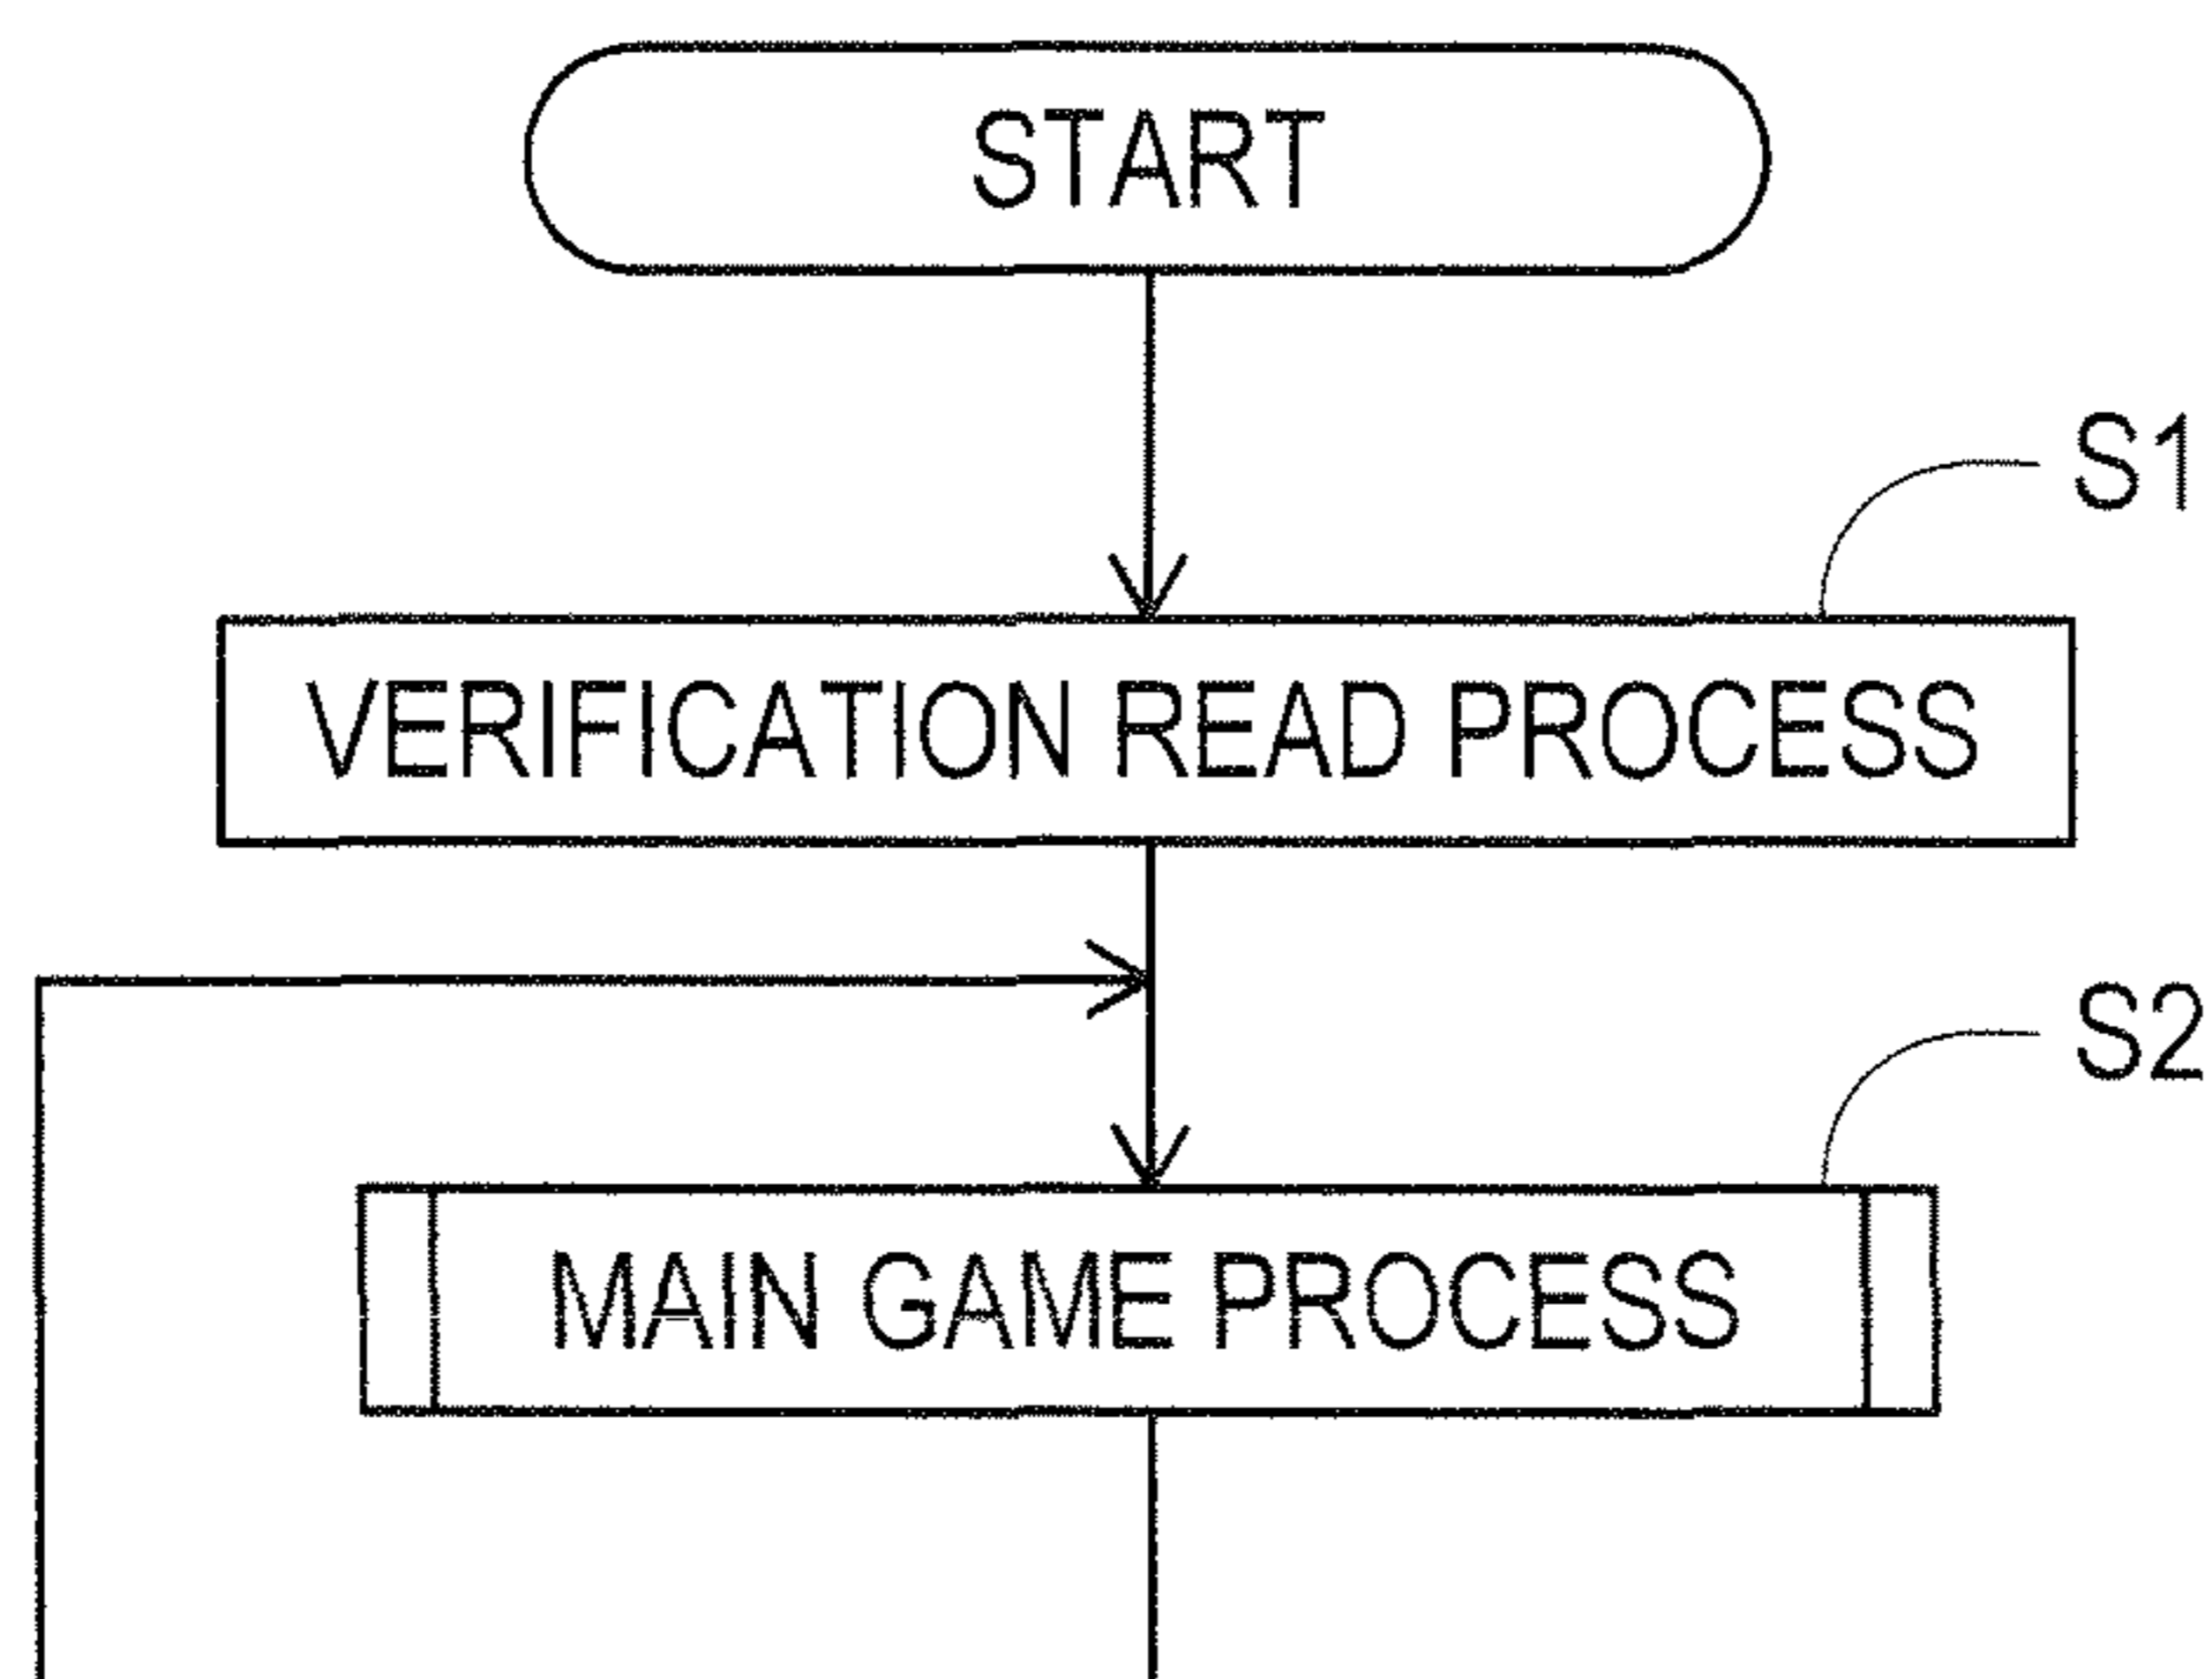 START
S1
VERIFICATION READ PROCESS
S2
MAIN GAME PROCESS